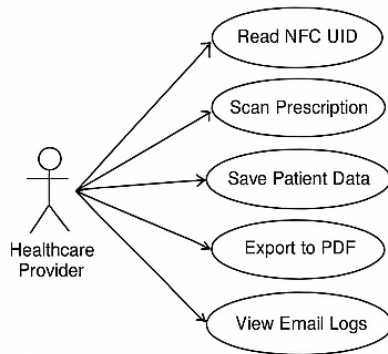 Read NFC UID
Scan Prescription
Save Patient Data
Export to PDF
View Email Logs
Healthcare
Provider